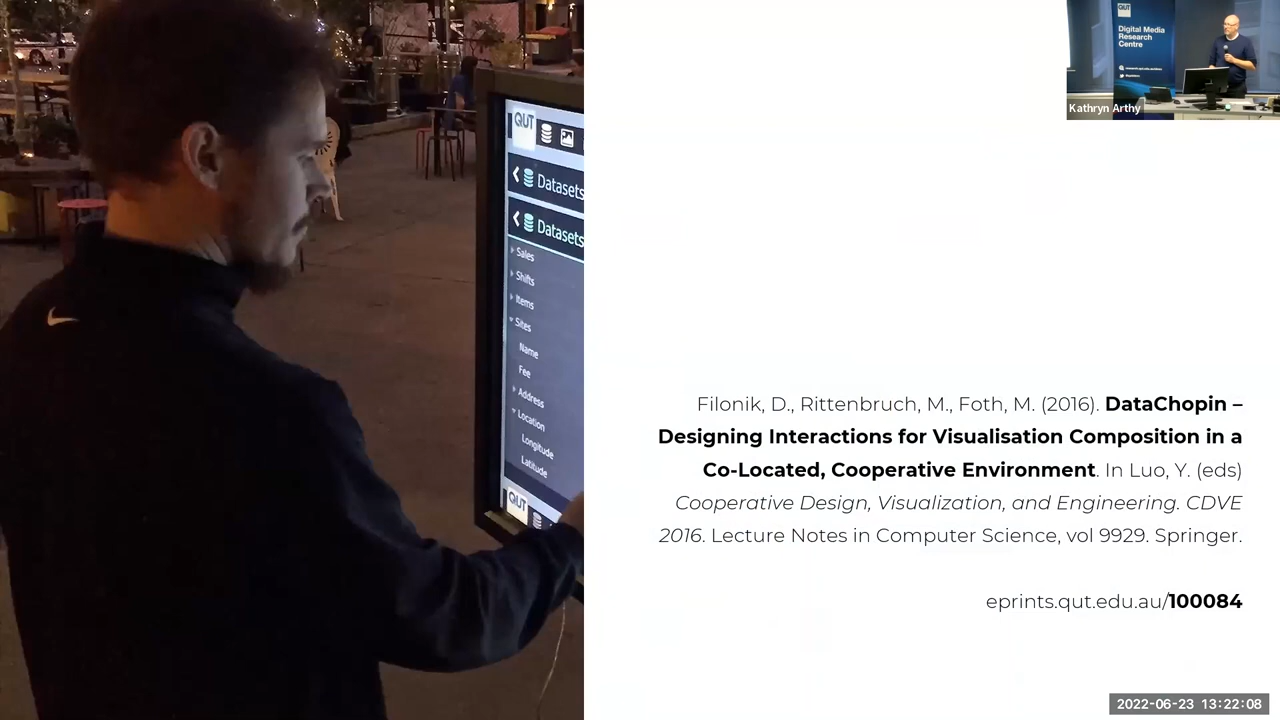 QUT
Datasets
Datasets
Sales
Shifts
Items
Sites
Name
Fee
Address
Location
Longitude
Latitude
QUT
QUT
Digital Media
Research
Centre
Kathryn Arthy
Filonik, D., Rittenbruch, M., Foth, M. (2016). DataChopin –
Designing Interactions for Visualisation Composition in a
Co-Located, Cooperative Environment. In Luo, Y. (eds)
Cooperative Design, Visualization, and Engineering. CDVE
2016. Lecture Notes in Computer Science, vol 9929. Springer.
eprints.qut.edu.au/100084
2022-06-23 13:22:08